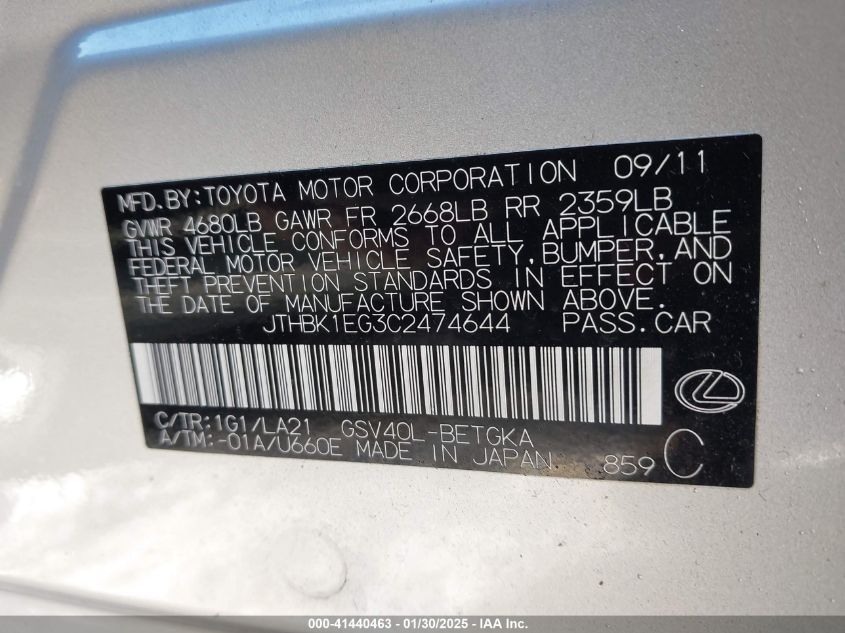 MFD.BY:TOYOTA MOTOR CORPORATION 09/11
GVWR 4680LB GAWR FR 2668LB RR 2359LB
THIS VEHICLE CONFORMS TO ALL APPLICABLE
FEDERAL MOTOR VEHICLE SAFETY,BUMPER,AND
THEFT PREVENTION STANDARDS IN EFFECT ON
THE DATE OF MANUFACTURE SHOWN ABOVE.
JTHBK1EG3C2474644 PASS.CAR
C/TR:1G1/LA21 GSV40L-BETGKA
A/TM:-01A/U660E MADE IN JAPAN 859 C
000-41440463 - 01/30/2025 - IAA Inc.